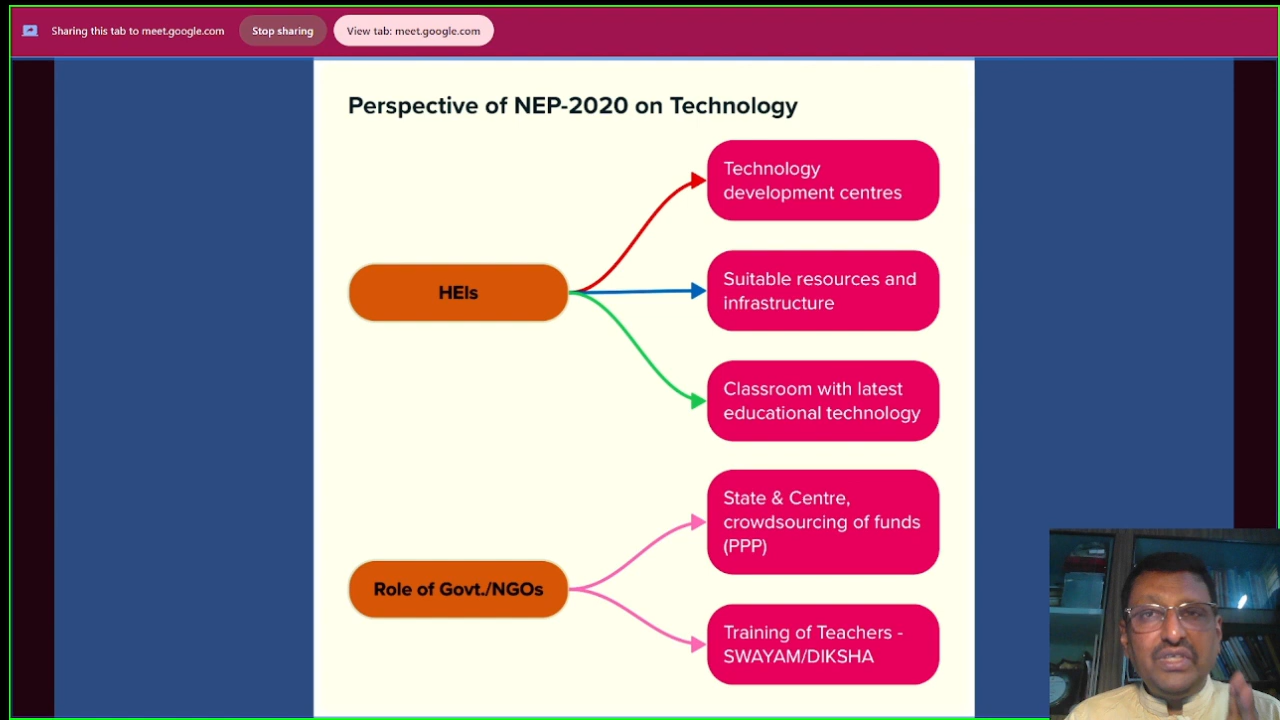 Sharing this tab to meet.google.com
Stop sharing
View tab: meet.google.com
Perspective of NEP-2020 on Technology
HEIs
Technology
development centres
Suitable resources and
infrastructure
Classroom with latest
educational technology
Role of Govt./NGOs
State & Centre,
crowdsourcing of funds
(PPP)
Training of Teachers -
SWAYAM/DIKSHA